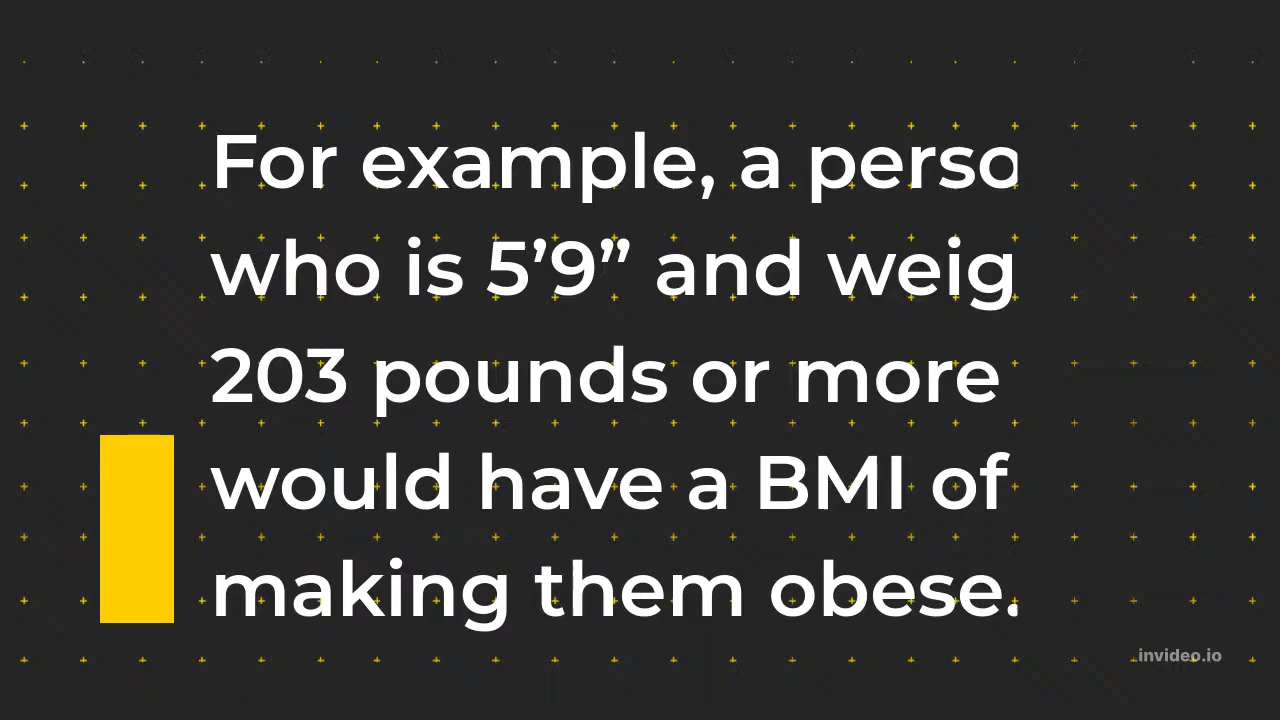 For example, a perso
who is 5’9” and weig
203 pounds or more
would have a BMI of
making them obese.
invideo.io